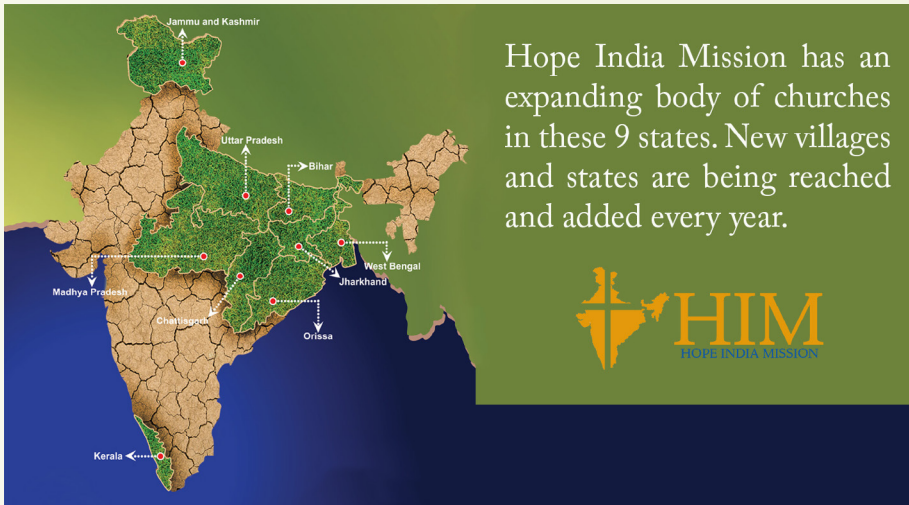 Jammu and Kashmir
Uttar Pradesh
Bihar
West Bengal
Jharkhand
Madhya Pradesh
Chattisgarh
Orissa
Kerala
Hope India Mission has an
expanding body of churches
in these 9 states. New villages
and states are being reached
and added every year.
HIM
HOPE INDIA MISSION